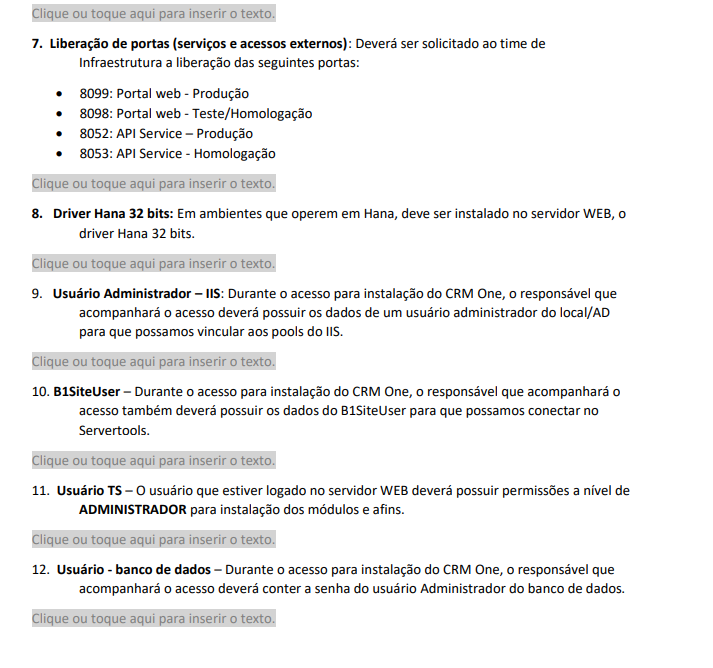 Clique ou toque aqui para inserir o texto.
7. Liberação de portas (serviços e acessos externos): Deverá ser solicitado ao time de
Infraestrutura a liberação das seguintes portas:
• 8099: Portal web - Produção
• 8098: Portal web - Teste/Homologação
• 8052: API Service – Produção
• 8053: API Service - Homologação
Clique ou toque aqui para inserir o texto.
8. Driver Hana 32 bits: Em ambientes que operem em Hana, deve ser instalado no servidor WEB, o
driver Hana 32 bits.
Clique ou toque aqui para inserir o texto.
9. Usuário Administrador – IIS: Durante o acesso para instalação do CRM One, o responsável que
acompanhará o acesso deverá possuir os dados de um usuário administrador do local/AD
para que possamos vincular aos pools do IIS.
Clique ou toque aqui para inserir o texto.
10. B1SiteUser – Durante o acesso para instalação do CRM One, o responsável que acompanhará o
acesso também deverá possuir os dados do B1SiteUser para que possamos conectar no
Servertools.
Clique ou toque aqui para inserir o texto.
11. Usuário TS – O usuário que estiver logado no servidor WEB deverá possuir permissões a nível de
ADMINISTRADOR para instalação dos módulos e afins.
Clique ou toque aqui para inserir o texto.
12. Usuário - banco de dados – Durante o acesso para instalação do CRM One, o responsável que
acompanhará o acesso deverá conter a senha do usuário Administrador do banco de dados.
Clique ou toque aqui para inserir o texto.